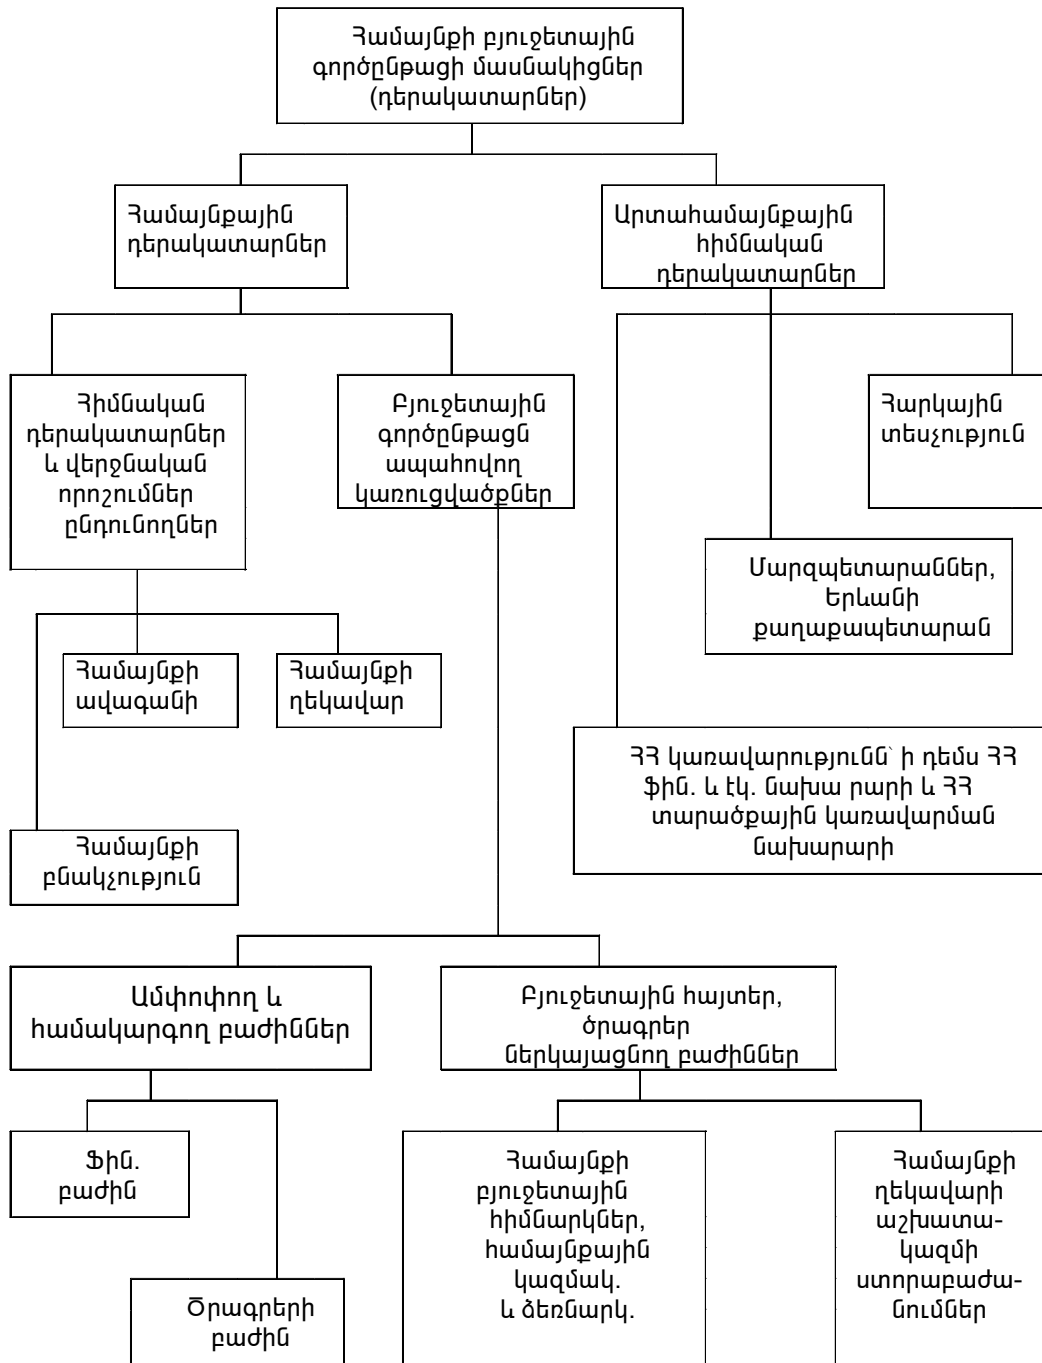 Համայնքի բյուջետային
գործընթացի մասնակիցներ
(դերակատարներ)
Համայնքային
դերակատարներ
Արտահամայնքային
հիմնական
դերակատարներ
Հիմնական
դերակատարներ
և վերջնական
որոշումներ
ընդունողներ
Բյուջետային
գործընթացն
ապահովող
կառուցվածքներ
Հարկային
տեսչություն
Մարզպետարաններ,
Երևանի
քաղաքապետարան
Համայնքի
ավագանի
Համայնքի
ղեկավար
ՀՀ կառավարությունն՝ ի դեմս ՀՀ
ֆին. և էկ. նախա րարի և ՀՀ
տարածքային կառավարման
նախարարի
Համայնքի
բնակչություն
Ամփոփող և
համակարգող բաժիններ
Բյուջետային հայտեր,
ծրագրեր
ներկայացնող բաժիններ
Ֆին.
բաժին
Համայնքի
բյուջետային
հիմնարկներ,
համայնքային
կազմակ.
և ձեռնարկ.
Համայնքի
ղեկավարի
աշխատա-
կազմի
ստորաբաժա-
նումներ
Ծրագրերի
բաժին